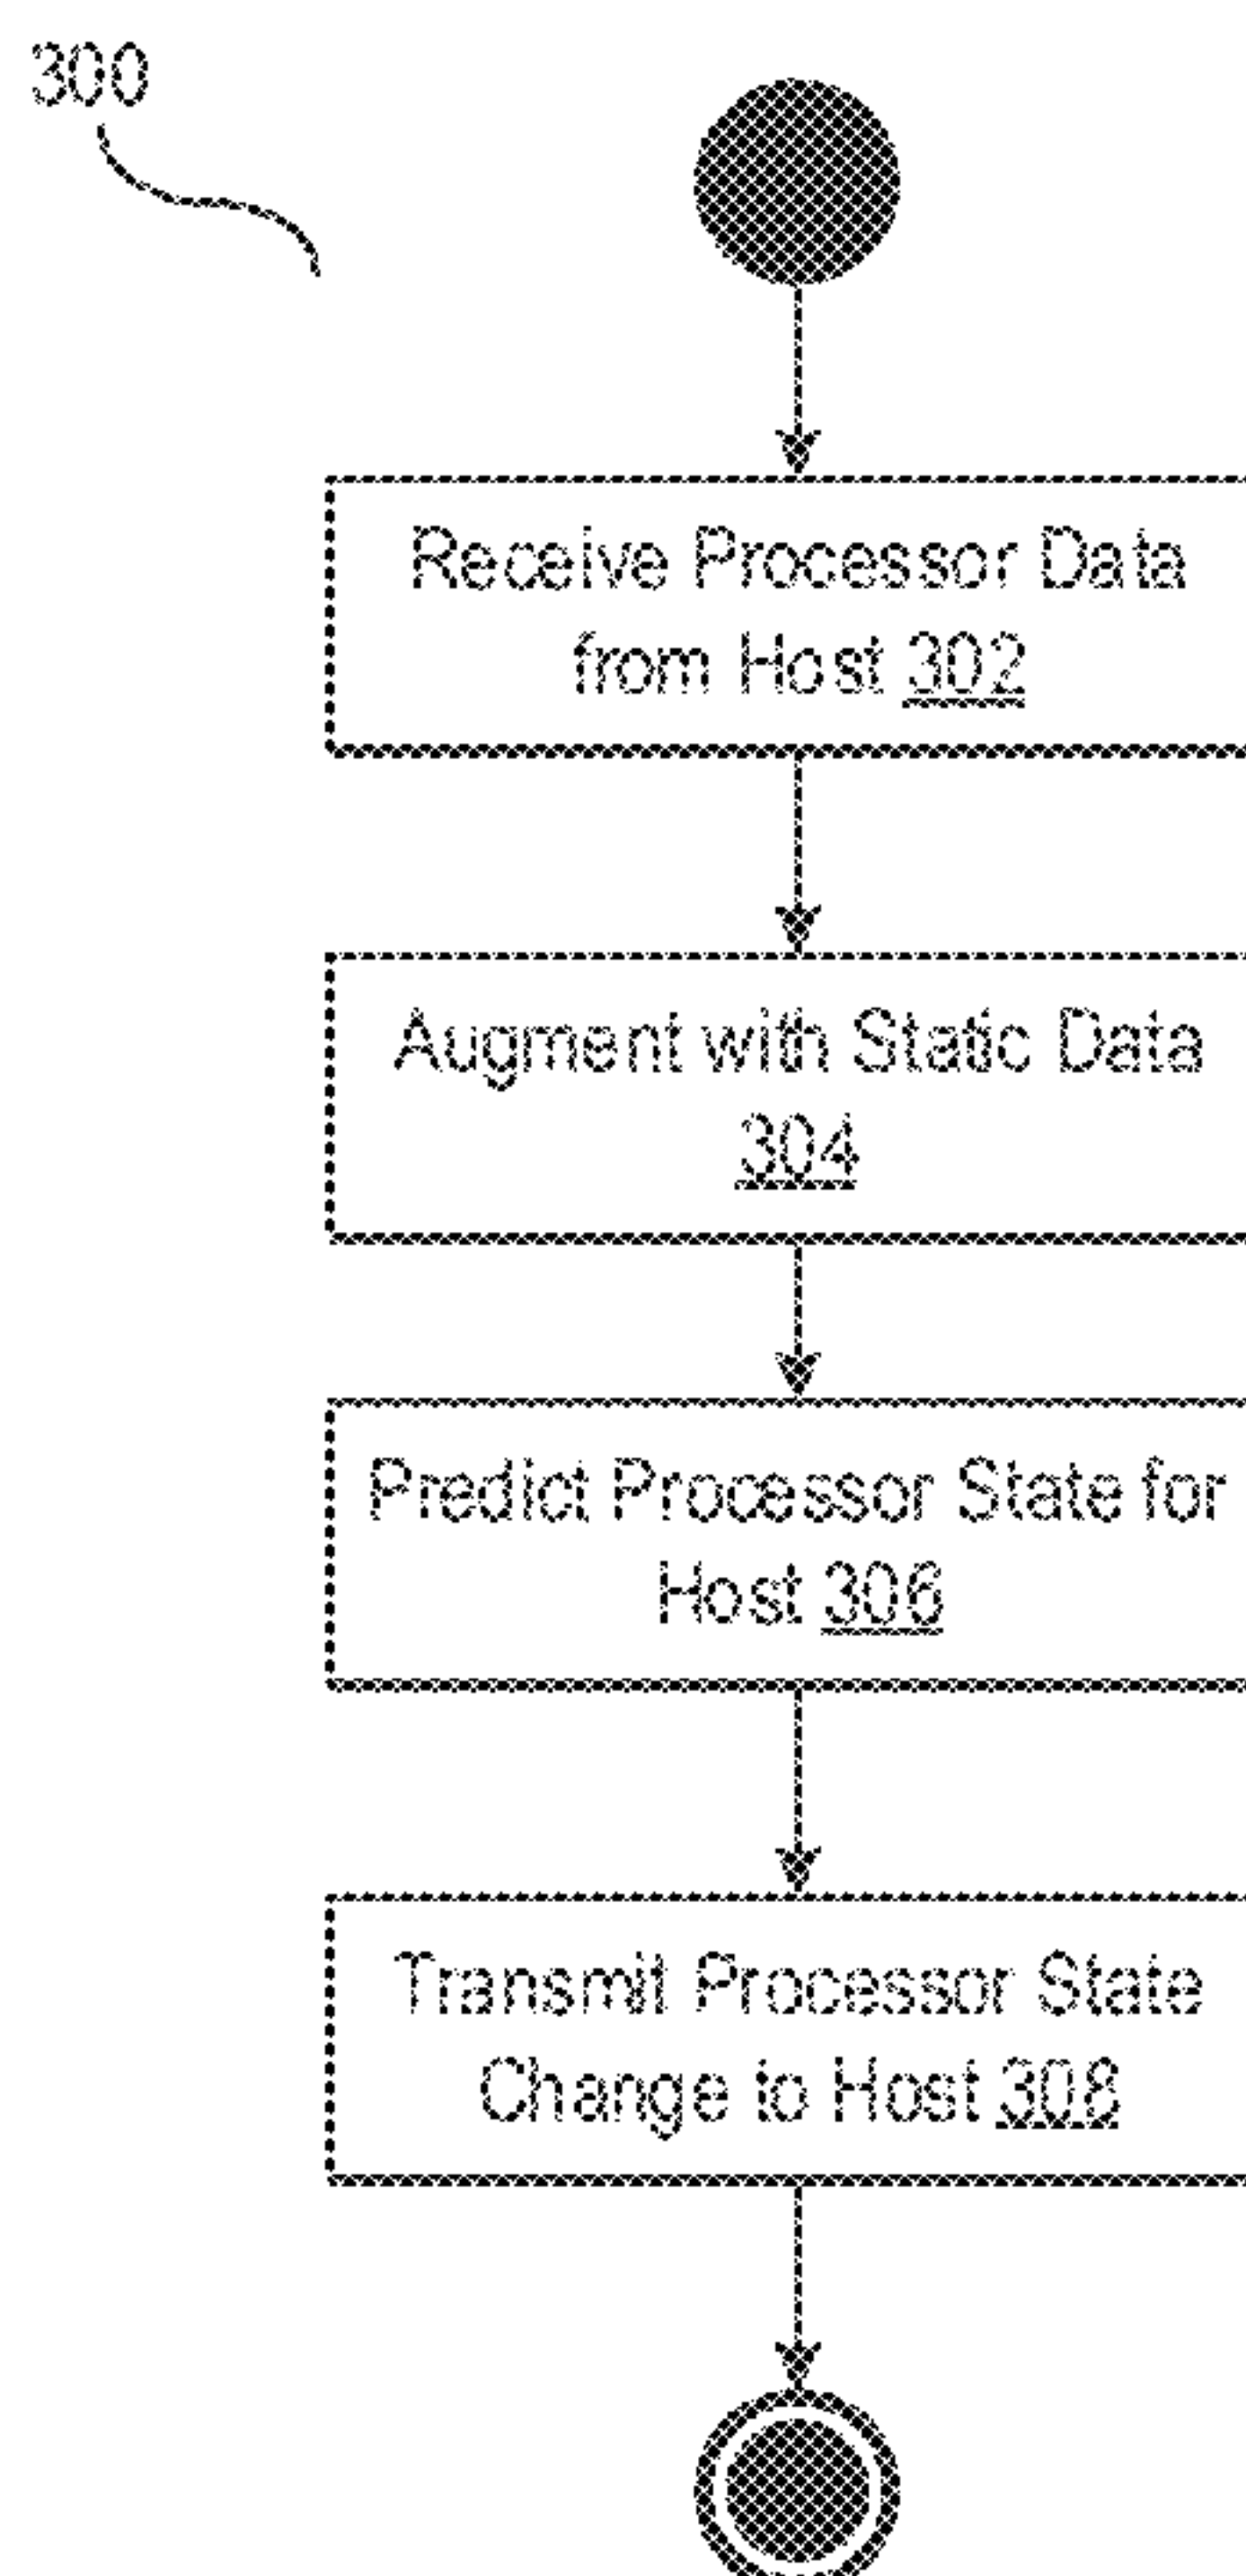 300
Receive Processor Data
from Host 302
Augment with Static Data
304
Predict Processor State for
Host 306
Transmit Processor State
Change to Host 308